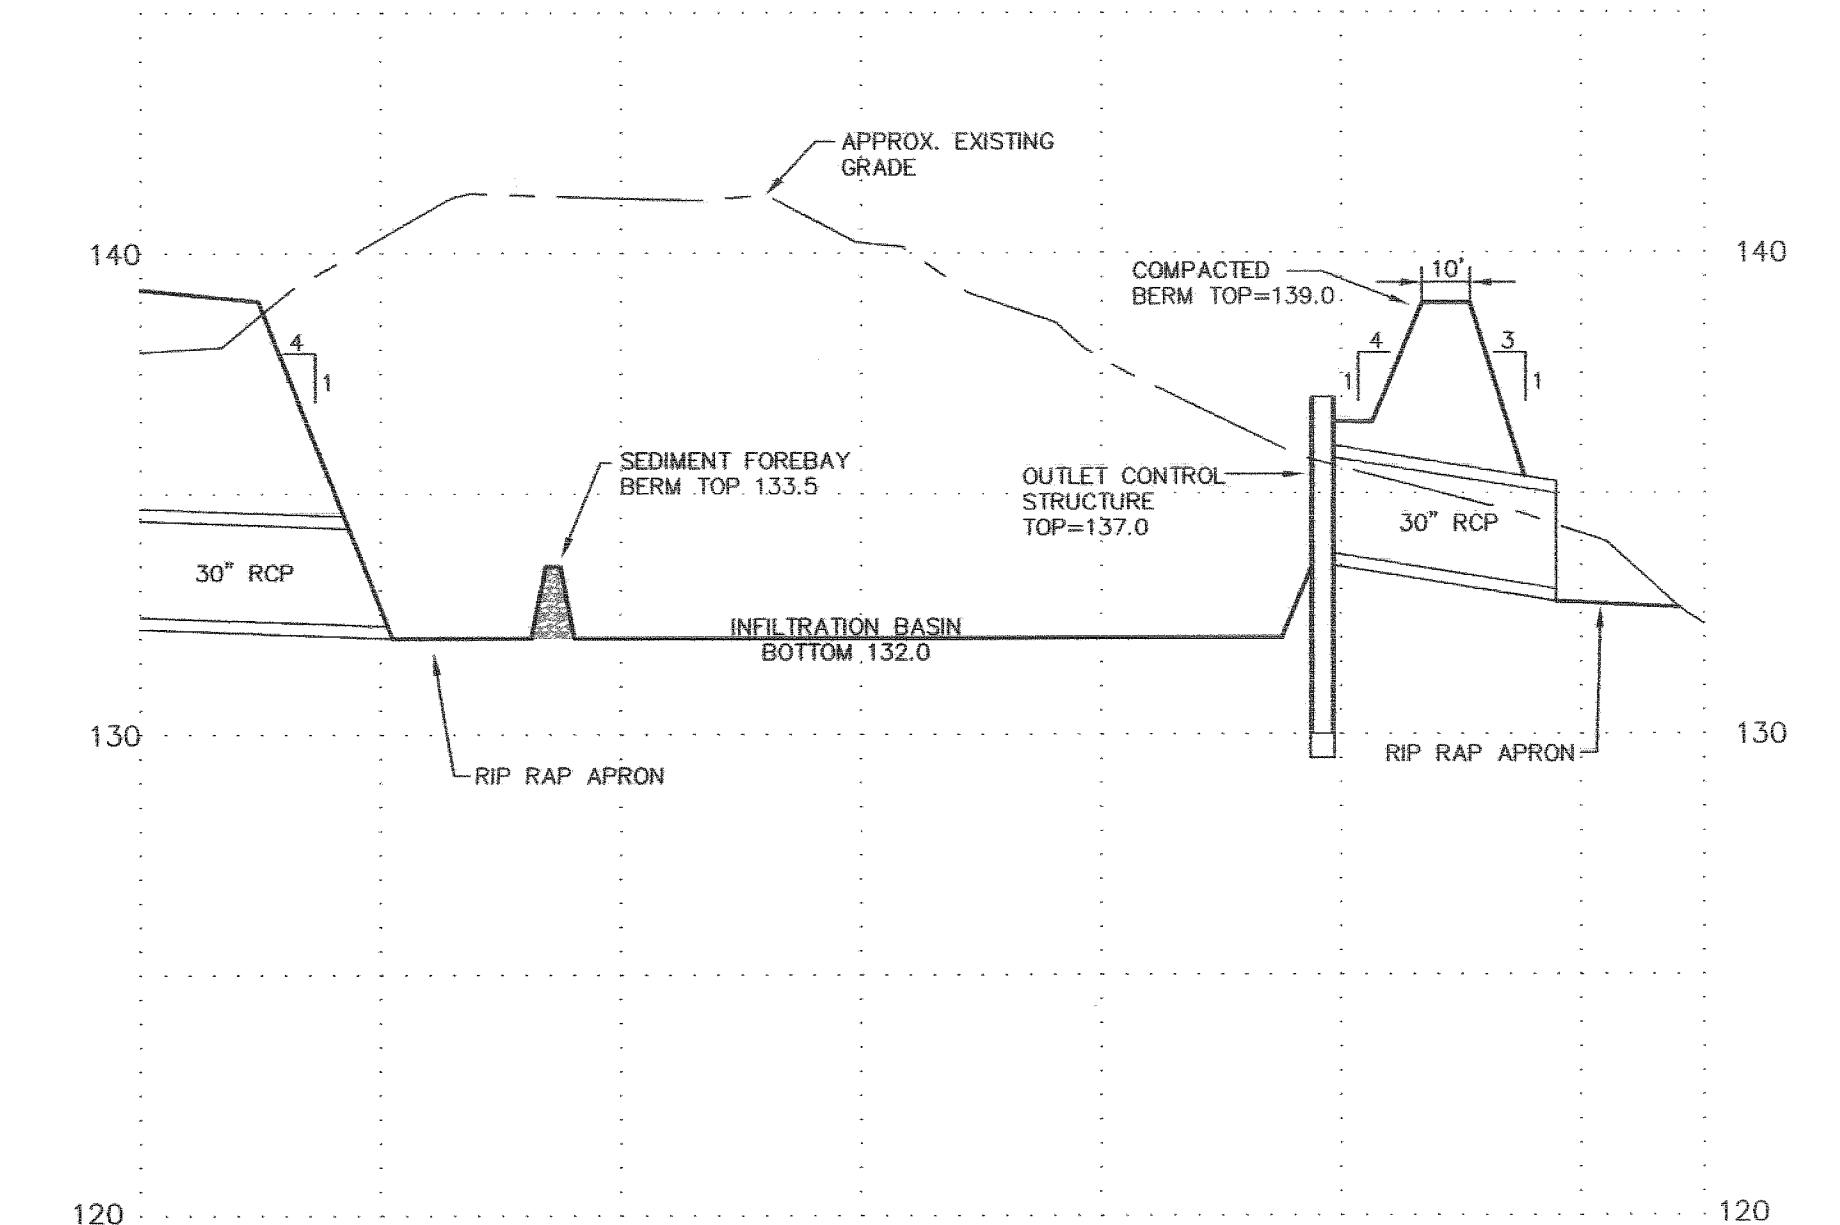 APPROX. EXISTING
GRADE
140
140
COMPACTED
BERM TOP=139.0
10'
4
1
4
1
3
1
SEDIMENT FOREBAY
BERM TOP 133.5
OUTLET CONTROL
STRUCTURE
TOP=137.0
30" RCP
30" RCP
INFILTRATION BASIN
BOTTOM 132.0
130
130
RIP RAP APRON
RIP RAP APRON
120
120